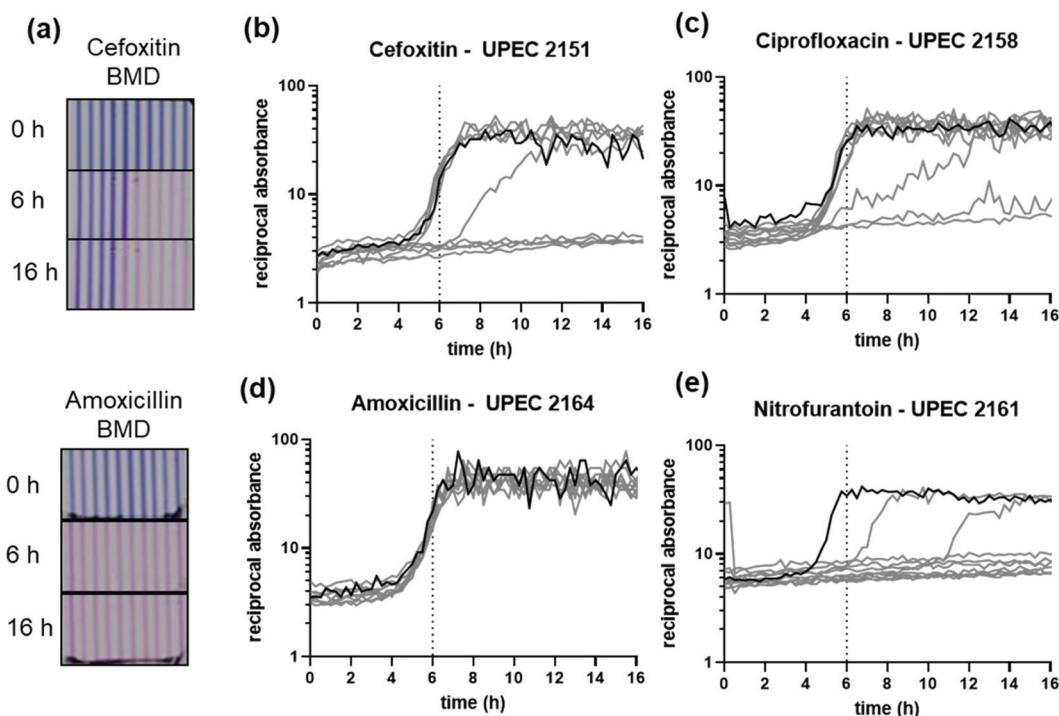 (a)
Cefoxitin
BMD
0 h
6 h
16 h
Amoxicillin
BMD
0 h
6 h
16 h
(b)
Cefoxitin - UPEC 2151
reciprocal absorbance
100
10
1
0 2 4 6 8 10 12 14 16
time (h)
(c)
Ciprofloxacin - UPEC 2158
reciprocal absorbance
100
10
1
0 2 4 6 8 10 12 14 16
time (h)
(d)
Amoxicillin - UPEC 2164
reciprocal absorbance
100
10
1
0 2 4 6 8 10 12 14 16
time (h)
(e)
Nitrofurantoin - UPEC 2161
reciprocal absorbance
100
10
1
0 2 4 6 8 10 12 14 16
time (h)